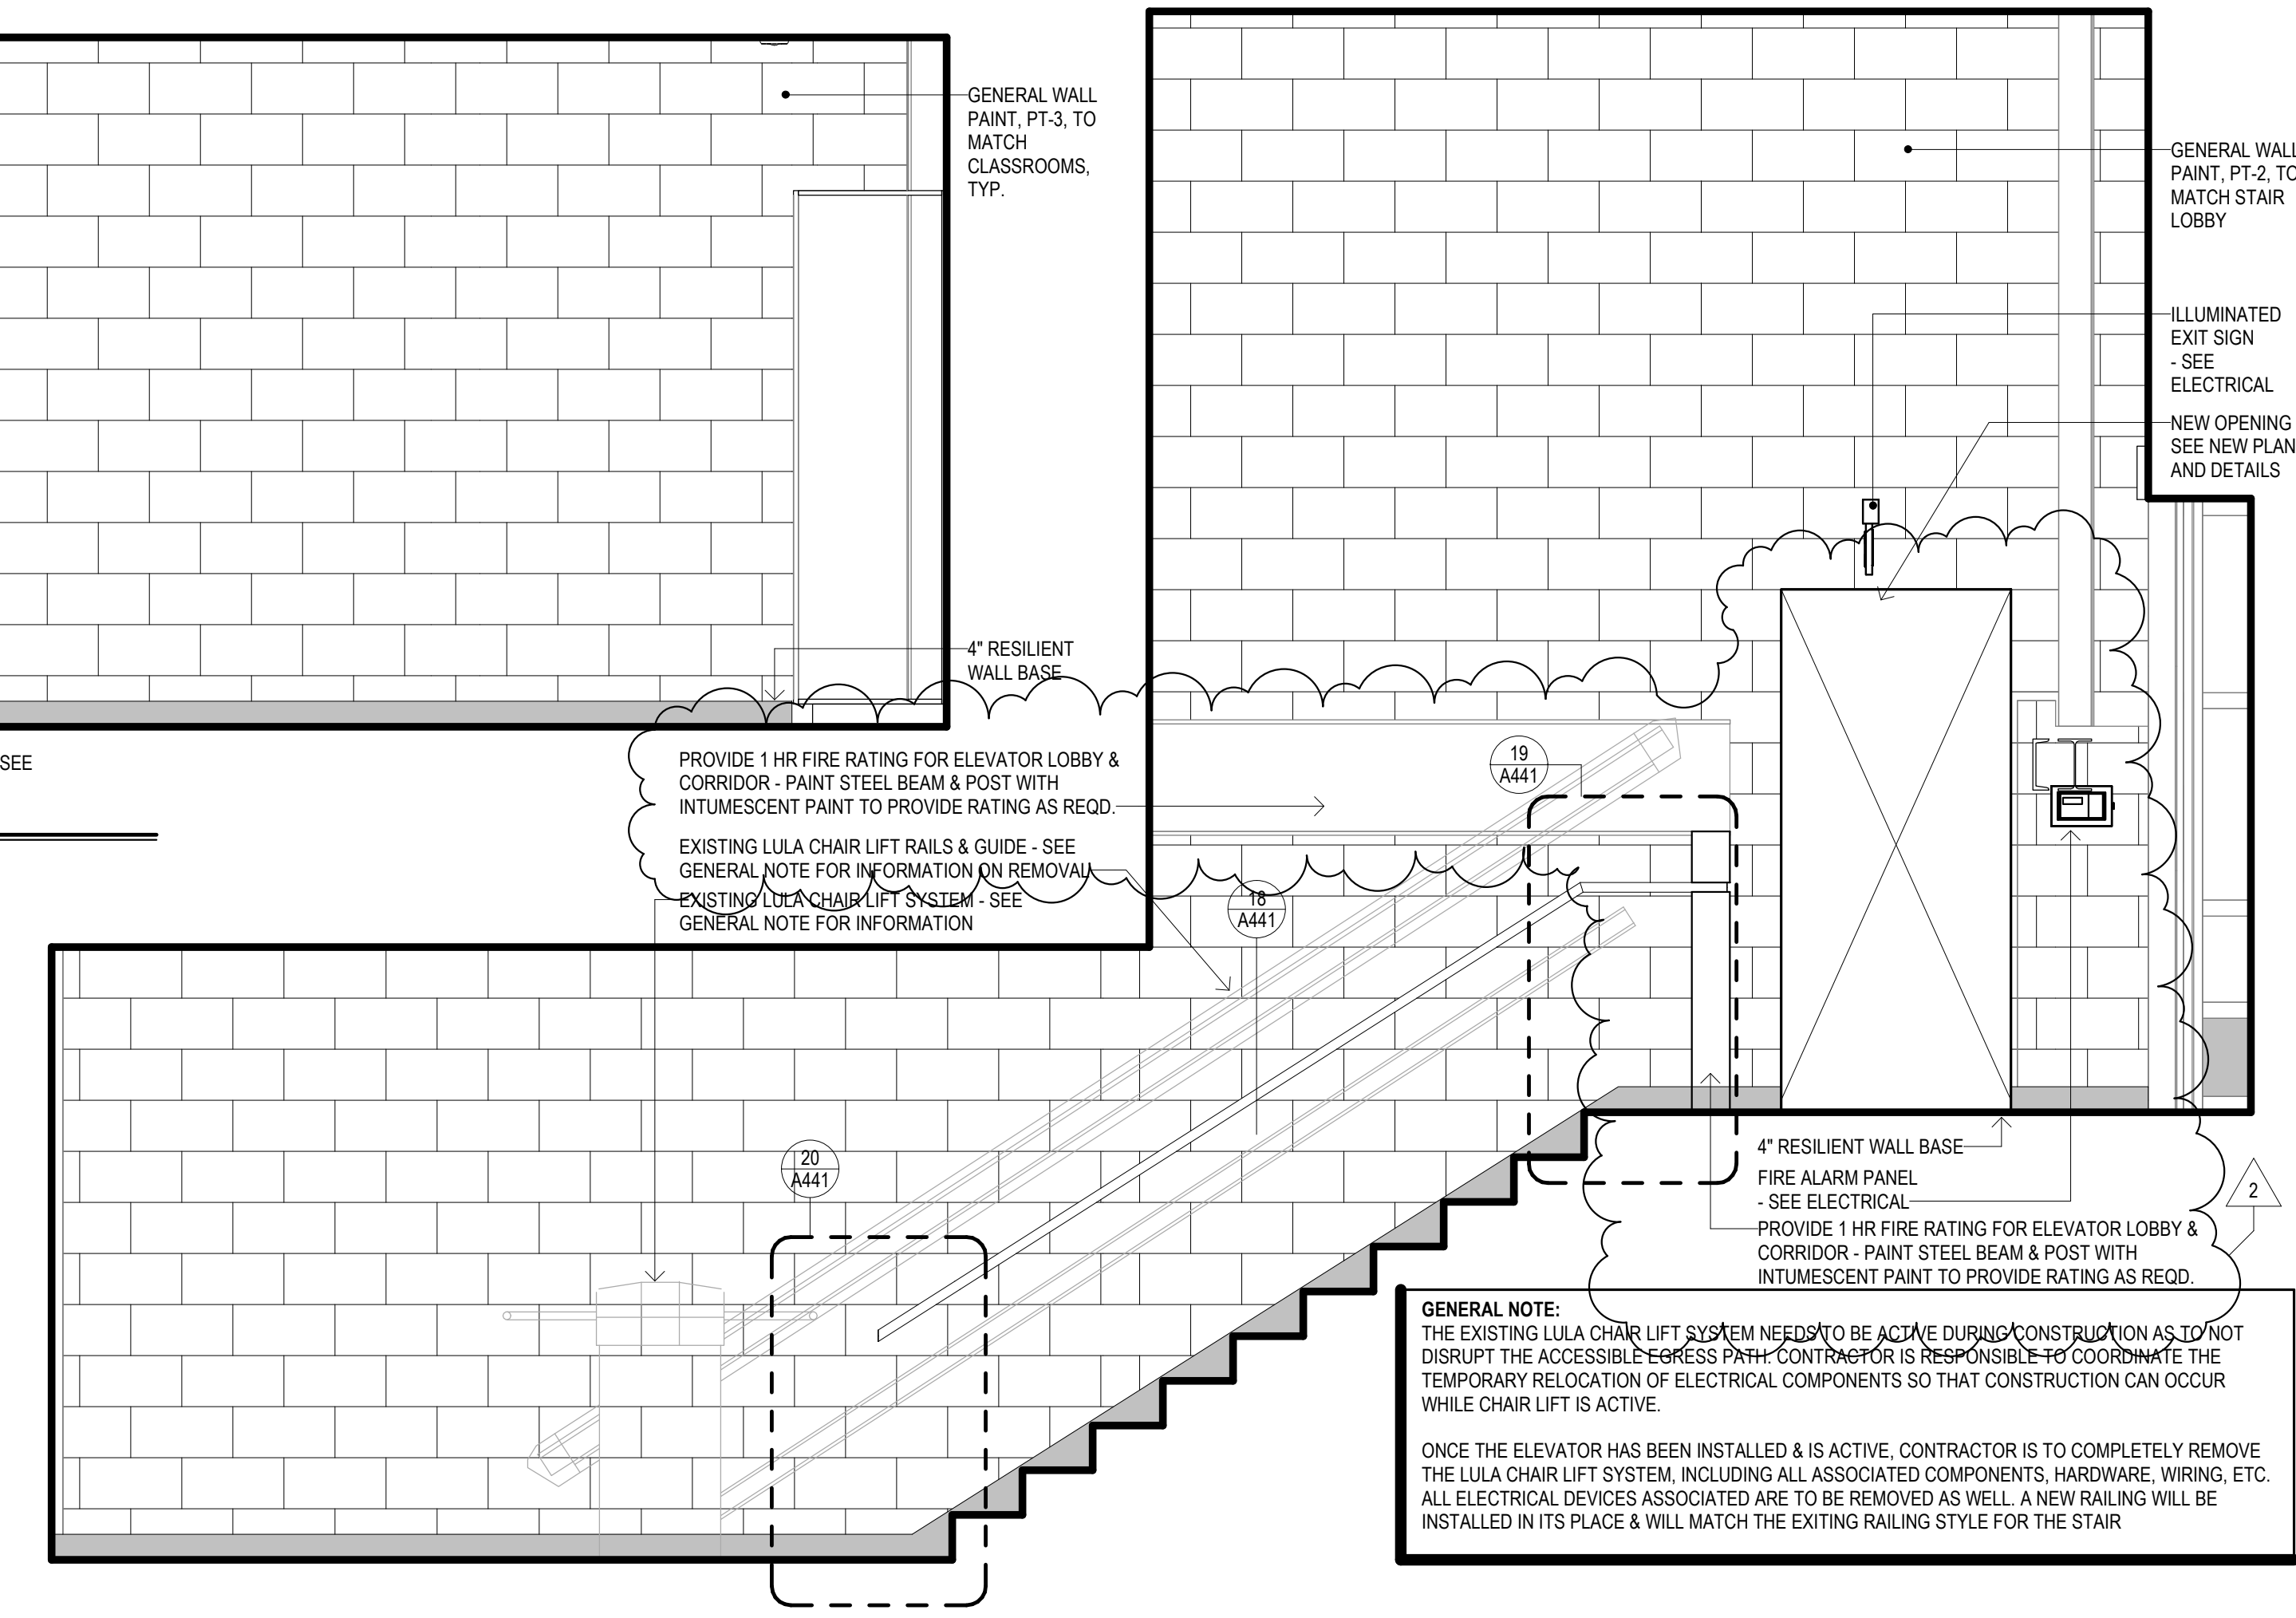 GENERAL WALL
PAINT, PT-3, TO
MATCH
CLASSROOMS,
TYP.
GENERAL WALL
PAINT, PT-2, TO
MATCH STAIR
LOBBY
ILLUMINATED
EXIT SIGN
- SEE
ELECTRICAL
NEW OPENING
SEE NEW PLAN
AND DETAILS
4" RESILIENT
WALL BASE
SEE
PROVIDE 1 HR FIRE RATING FOR ELEVATOR LOBBY &
CORRIDOR - PAINT STEEL BEAM & POST WITH
INTUMESCENT PAINT TO PROVIDE RATING AS REQD.
EXISTING LULA CHAIR LIFT RAILS & GUIDE - SEE
GENERAL NOTE FOR INFORMATION ON REMOVAL
EXISTING LULA CHAIR LIFT SYSTEM - SEE
GENERAL NOTE FOR INFORMATION
19
A441
18
A441
20
A441
4" RESILIENT WALL BASE
FIRE ALARM PANEL
- SEE ELECTRICAL
PROVIDE 1 HR FIRE RATING FOR ELEVATOR LOBBY &
CORRIDOR - PAINT STEEL BEAM & POST WITH
INTUMESCENT PAINT TO PROVIDE RATING AS REQD.
2
GENERAL NOTE:
THE EXISTING LULA CHAIR LIFT SYSTEM NEEDS TO BE ACTIVE DURING CONSTRUCTION AS TO NOT
DISRUPT THE ACCESSIBLE EGRESS PATH. CONTRACTOR IS RESPONSIBLE TO COORDINATE THE
TEMPORARY RELOCATION OF ELECTRICAL COMPONENTS SO THAT CONSTRUCTION CAN OCCUR
WHILE CHAIR LIFT IS ACTIVE.
ONCE THE ELEVATOR HAS BEEN INSTALLED & IS ACTIVE, CONTRACTOR IS TO COMPLETELY REMOVE
THE LULA CHAIR LIFT SYSTEM, INCLUDING ALL ASSOCIATED COMPONENTS, HARDWARE, WIRING, ETC.
ALL ELECTRICAL DEVICES ASSOCIATED ARE TO BE REMOVED AS WELL. A NEW RAILING WILL BE
INSTALLED IN ITS PLACE & WILL MATCH THE EXITING RAILING STYLE FOR THE STAIR